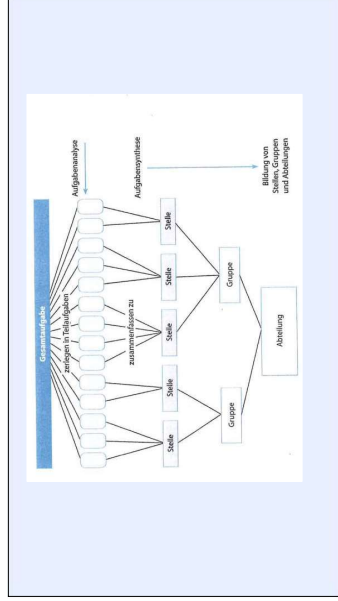 Gesamtaufgabe
zerlegen in Teilaufgaben
Aufgabenanalyse
zusammenfassen zu
Aufgabensynthese
Stelle
Stelle
Stelle
Stelle
Stelle
Gruppe
Gruppe
Abteilung
Bildung von
Stellen, Gruppen
und Abteilungen